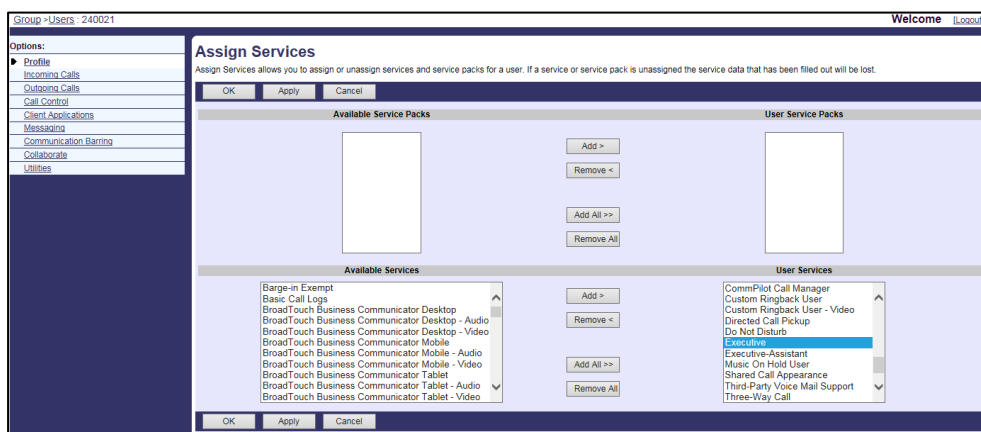 Group >Users : 240021
Welcome [Logout
Options:
Profile
Incoming Calls
Outgoing Calls
Call Control
Client Applications
Messaging
Communication Barring
Collaborate
Utilities
Assign Services
Assign Services allows you to assign or unassign services and service packs for a user. If a service or service pack is unassigned the service data that has been filled out will be lost.
OK Apply Cancel
Available Service Packs User Service Packs
Add >
Remove <
Add All >>
Remove All
Available Services User Services
Barge-in Exempt
Basic Call Logs
BroadTouch Business Communicator Desktop
BroadTouch Business Communicator Desktop - Audio
BroadTouch Business Communicator Desktop - Video
BroadTouch Business Communicator Mobile
BroadTouch Business Communicator Mobile - Audio
BroadTouch Business Communicator Mobile - Video
BroadTouch Business Communicator Tablet
BroadTouch Business Communicator Tablet - Audio
BroadTouch Business Communicator Tablet - Video
Add >
Remove <
Add All >>
Remove All
CommPilot Call Manager
Custom Ringback User
Custom Ringback User - Video
Directed Call Pickup
Do Not Disturb
Executive
Executive-Assistant
Music On Hold User
Shared Call Appearance
Third-Party Voice Mail Support
Three-Way Call
OK Apply Cancel